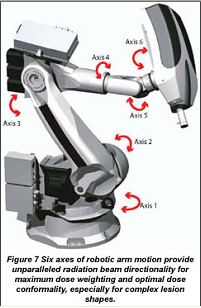 Axis 6
Axis 4
Axis 5
Axis 3
Axis 2
Axis 1
Figure 7 Six axes of robotic arm motion provide
unparalleled radiation beam directionality for
maximum dose weighting and optimal dose
conformality, especially for complex lesion
shapes.